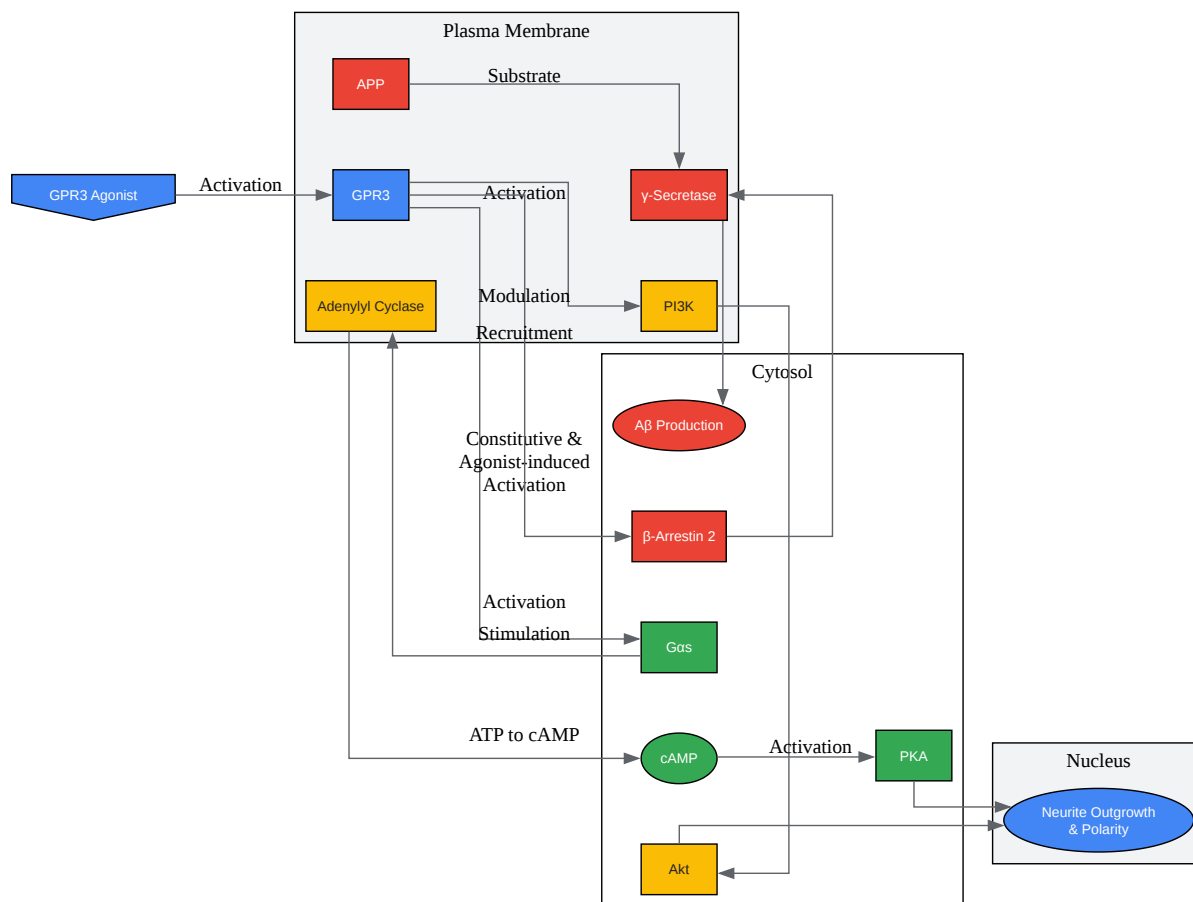 Plasma Membrane
APP
Substrate
GPR3 Agonist
Activation
GPR3
Activation
γ-Secretase
Adenylyl Cyclase
Modulation
PI3K
Recruitment
Cytosol
Aβ Production
Constitutive &
Agonist-induced
Activation
β-Arrestin 2
Activation
Stimulation
Gαs
ATP to cAMP
cAMP
Activation
PKA
Nucleus
Neurite Outgrowth
& Polarity
Akt